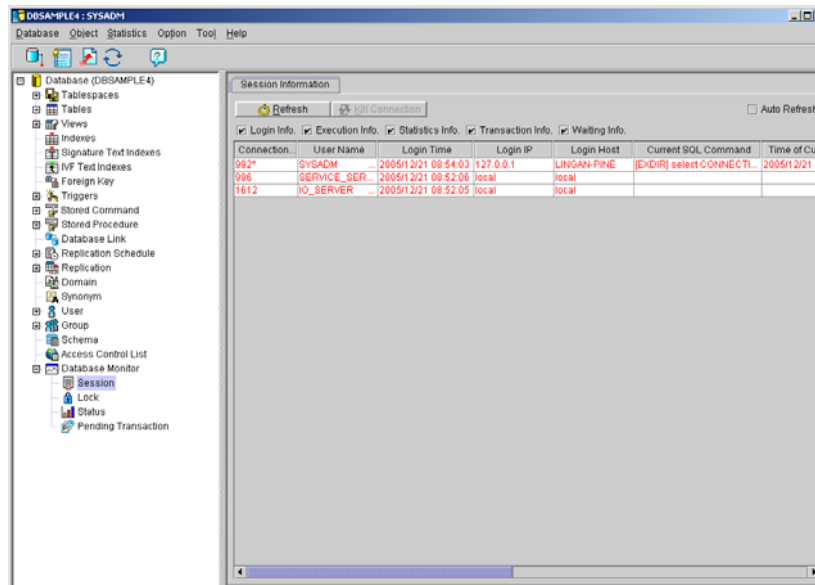 DBSAMPLE4 : SYSADM
Database Object Statistics Option Tool Help
Database (DBSAMPLE4)
Tablespaces
Tables
Views
Indexes
Signature Text Indexes
IVF Text Indexes
Foreign Key
Triggers
Stored Command
Stored Procedure
Database Link
Replication Schedule
Replication
Domain
Synonym
User
Group
Schema
Access Control List
Database Monitor
Session
Lock
Status
Pending Transaction
Session Information
Refresh Kill Connection Auto Refresh
Login Info. Execution Info. Statistics Info. Transaction Info. Waiting Info.
Connection... User Name Login Time Login IP Login Host Current SQL Command Time of Cu
992* SYSADM ... 2005/12/21 08:54:03 127.0.0.1 LINGAN-PINE [EXDIR] select CONNECTI... 2005/12/21
996 SERVICE_SER... 2005/12/21 08:52:06 local local
1612 IO_SERVER ... 2005/12/21 08:52:05 local local